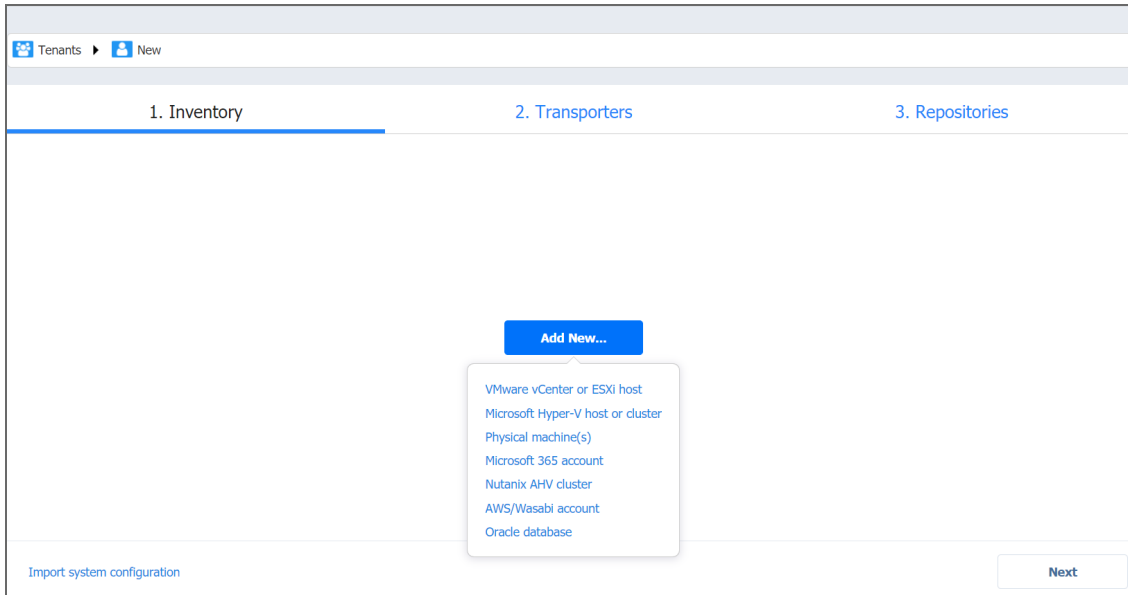 Tenants New
1. Inventory 2. Transporters 3. Repositories
Add New...
VMware vCenter or ESXi host
Microsoft Hyper-V host or cluster
Physical machine(s)
Microsoft 365 account
Nutanix AHV cluster
AWS/Wasabi account
Oracle database
Import system configuration Next